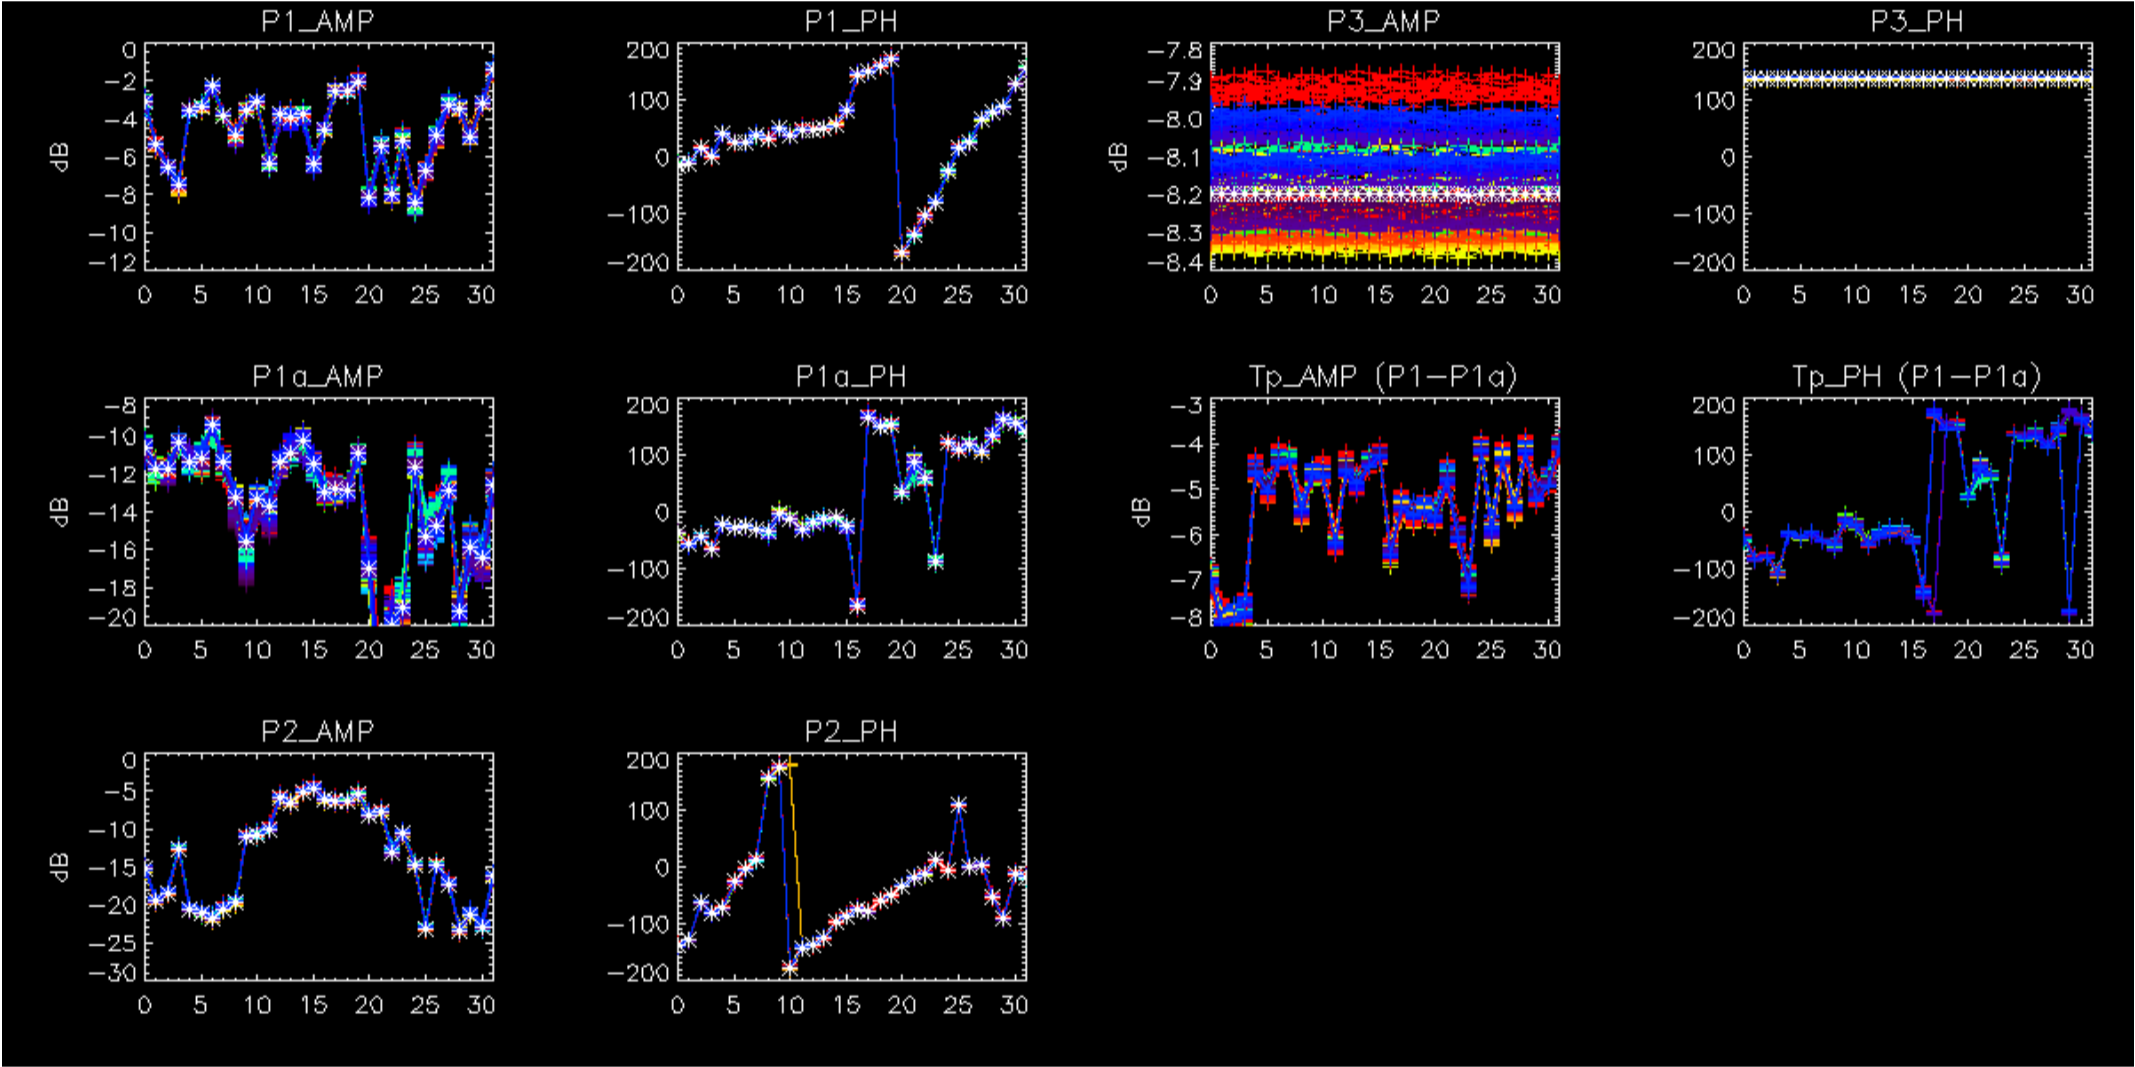 P1_AMP
0
−2
−4
−6
−8
−10
−12
dB
0 5 10 15 20 25 30
P1_PH
200
100
0
−100
−200
0 5 10 15 20 25 30
P3_AMP
−7.8
−7.9
−8.0
−8.1
−8.2
−8.3
−8.4
dB
0 5 10 15 20 25 30
P3_PH
200
100
0
−100
−200
0 5 10 15 20 25 30
P1a_AMP
−8
−10
−12
−14
−16
−18
−20
dB
0 5 10 15 20 25 30
P1a_PH
200
100
0
−100
−200
0 5 10 15 20 25 30
Tp_AMP (P1−P1a)
−3
−4
−5
−6
−7
−8
dB
0 5 10 15 20 25 30
Tp_PH (P1−P1a)
200
100
0
−100
−200
0 5 10 15 20 25 30
P2_AMP
0
−5
−10
−15
−20
−25
−30
dB
0 5 10 15 20 25 30
P2_PH
200
100
0
−100
−200
0 5 10 15 20 25 30